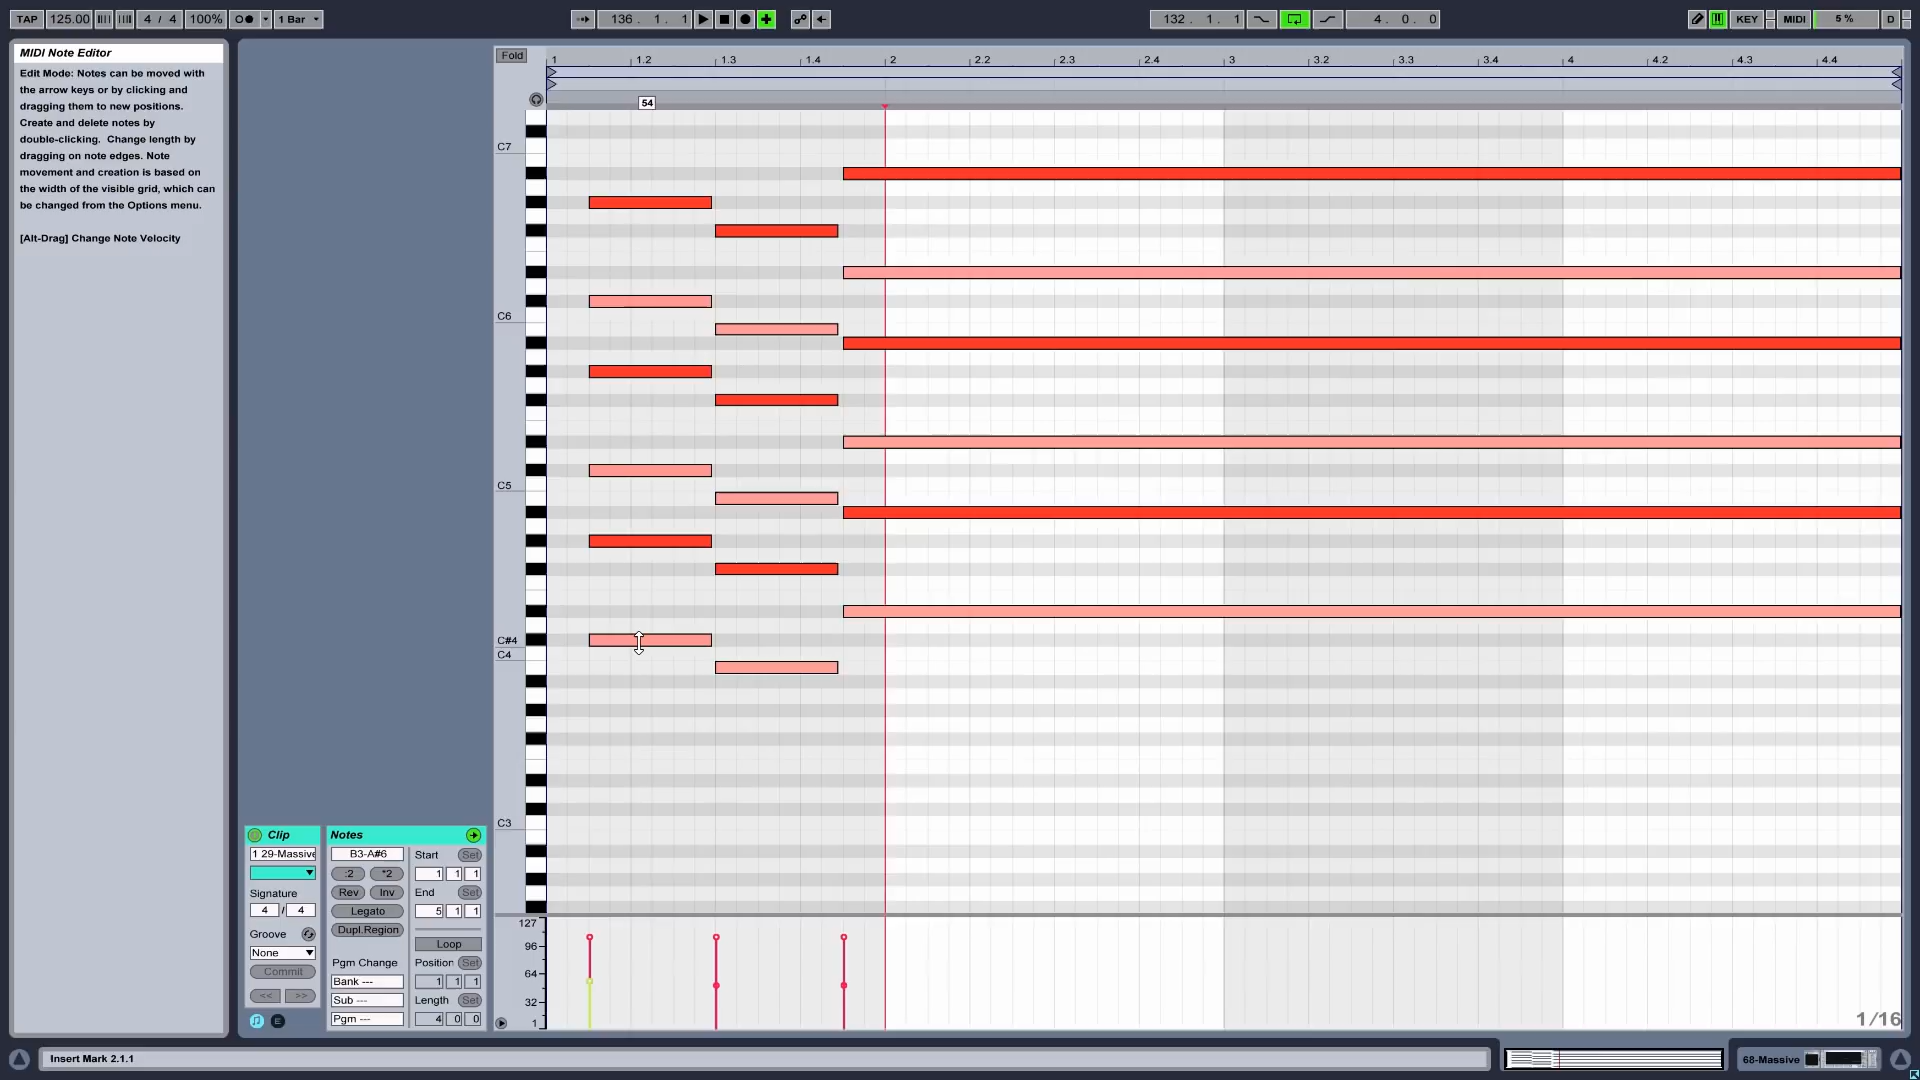 TAP 125.00 4 / 4 100% 1 Bar 136 . 1 . 1 132 . 1 . 1 4 . 0 . 0 KEY MIDI 5 % D
MIDI Note Editor
Edit Mode: Notes can be moved with
the arrow keys or by clicking and
dragging them to new positions.
Create and delete notes by
double-clicking. Change length by
dragging on note edges. Note
movement and creation is based on
the width of the visible grid, which can
be changed from the Options menu.
[Alt-Drag] Change Note Velocity
Fold
1 1.2 1.3 1.4 2 2.2 2.3 2.4 3 3.2 3.3 3.4 4 4.2 4.3 4.4
54
C7
C6
C5
C#4
C4
C3
Clip
1 29-Massive
Signature
4 / 4
Groove
None
Commit
<< >>
Notes
B3-A#6
:2 *2
Rev Inv
Legato
Dupl.Region
Pgm Change
Bank ---
Sub ---
Pgm ---
Start Set
1 1 1
End Set
5 1 1
Loop
Position Set
1 1 1
Length Set
4 0 0
E
127
96
64
32
1
1/16
Insert Mark 2.1.1
68-Massive